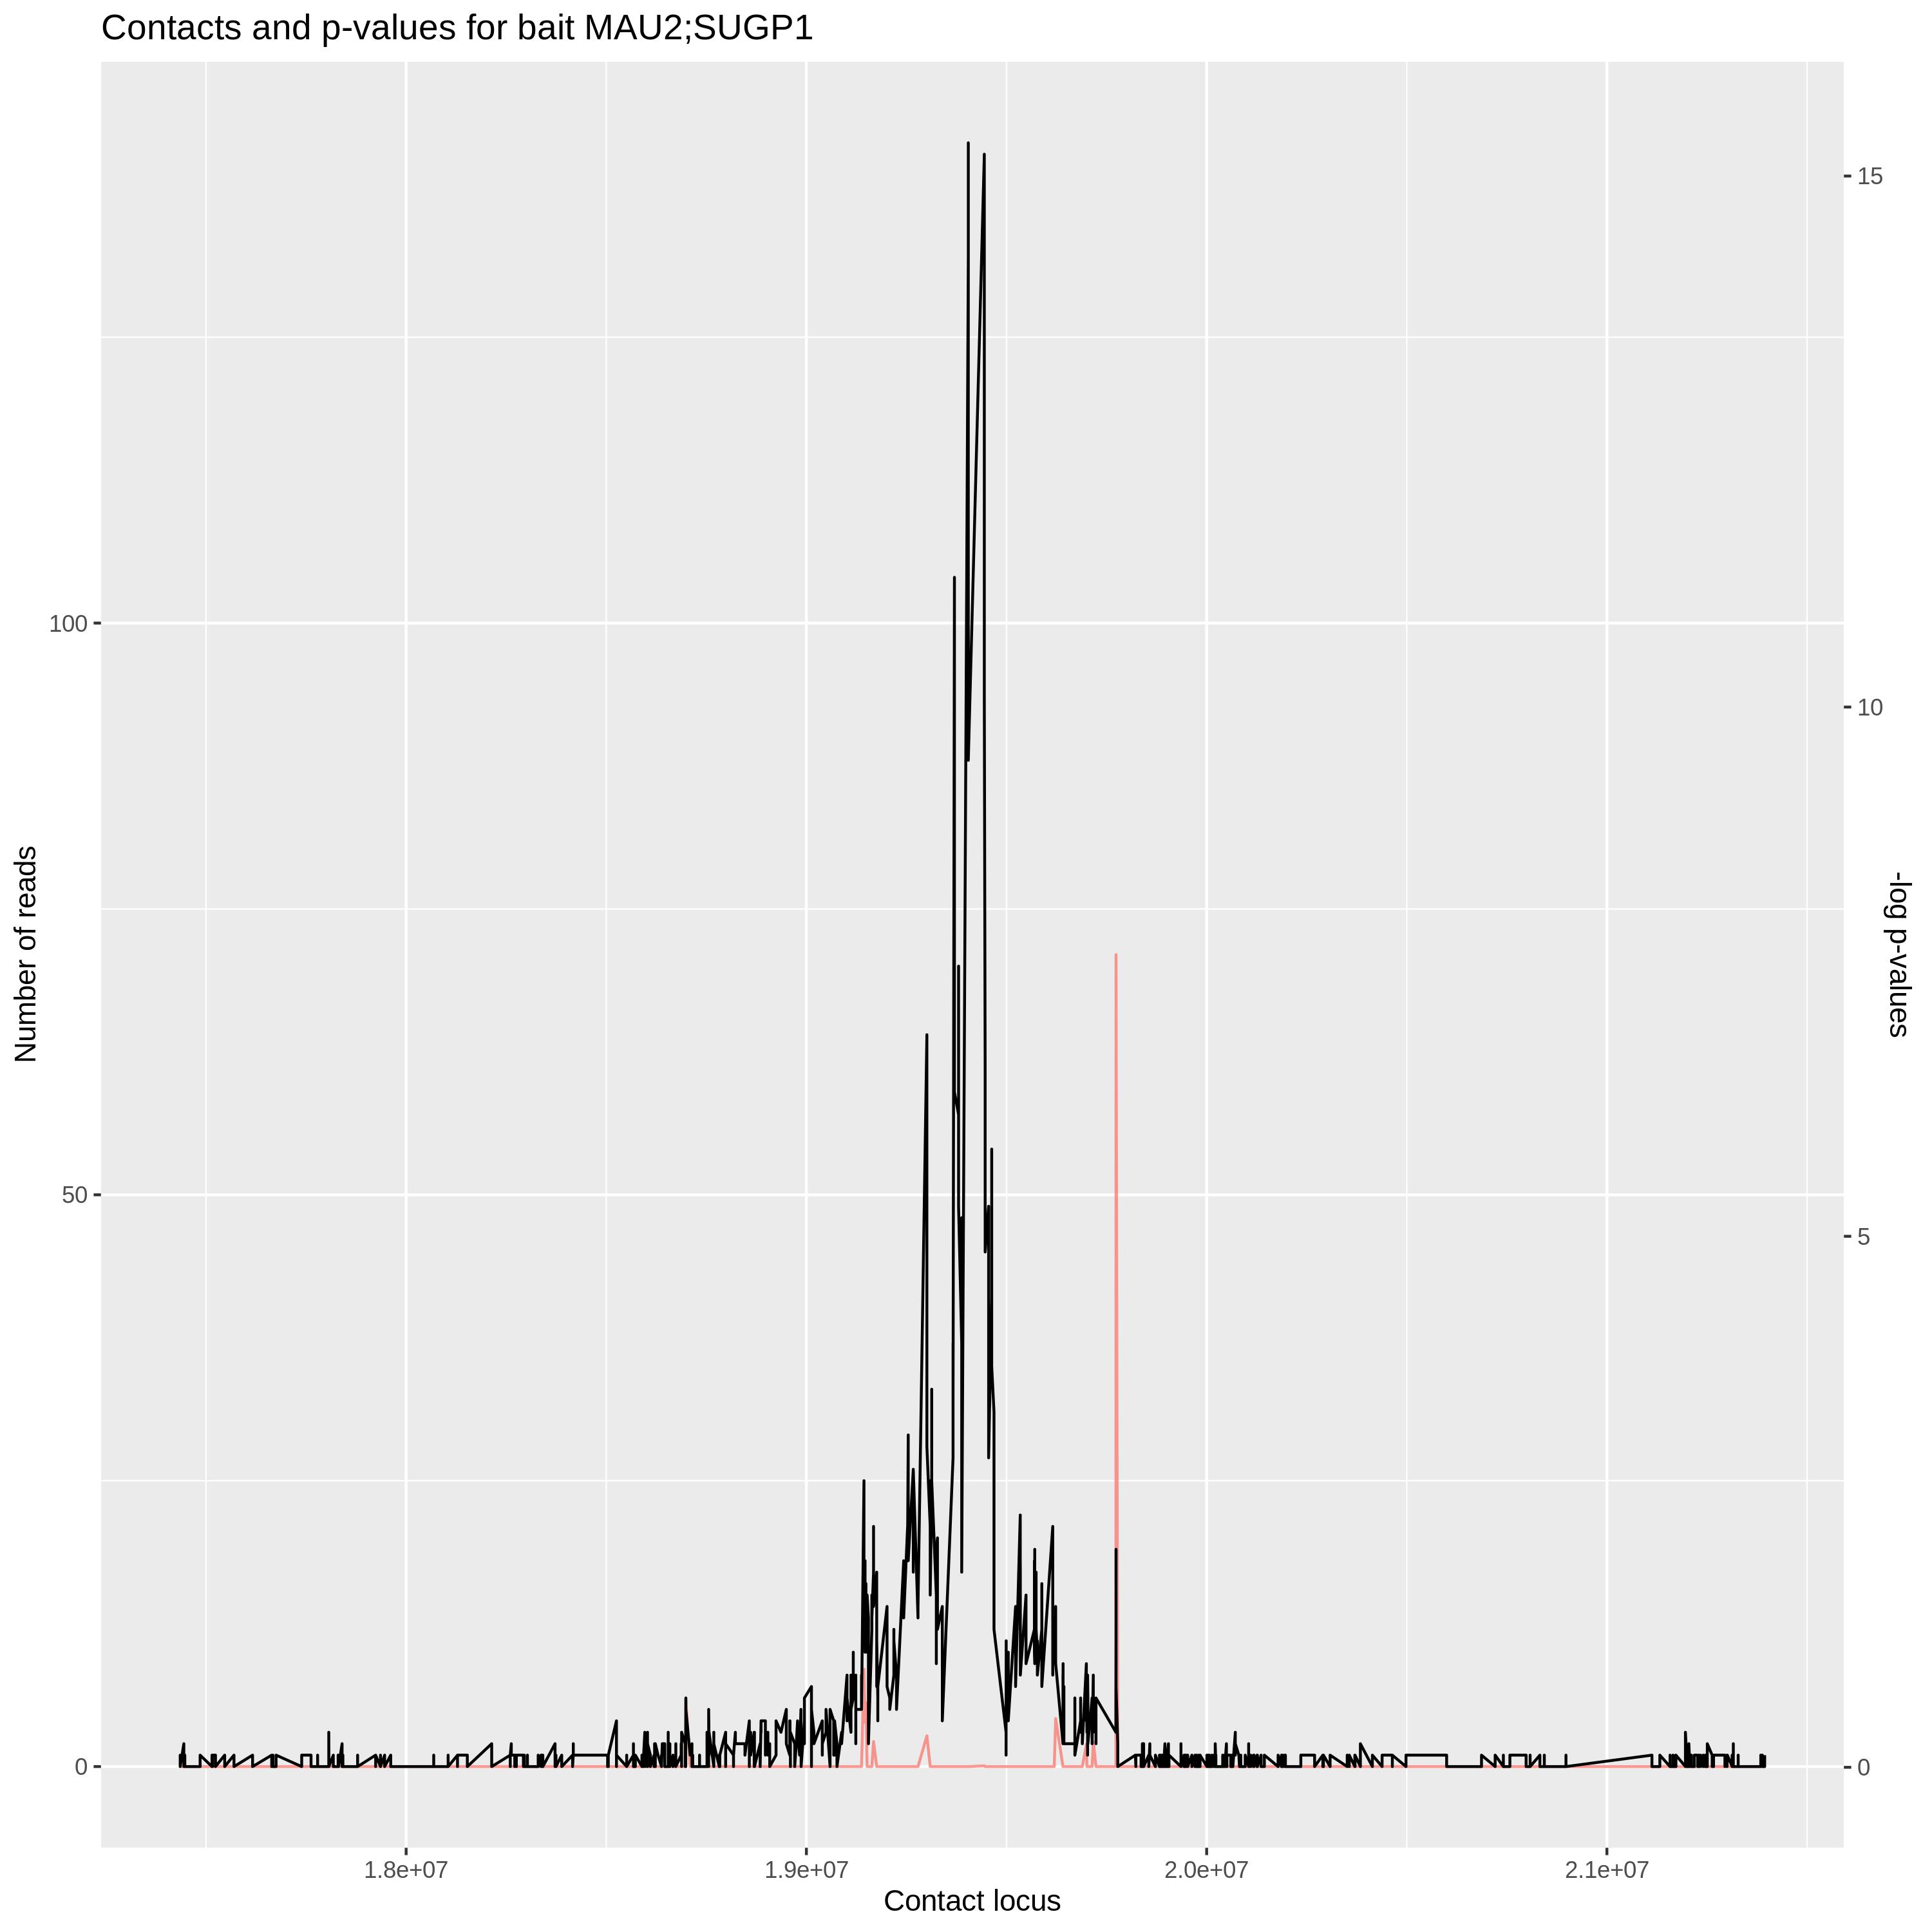 Contacts and p-values for bait MAU2;SUGP1
Number of reads
100
50
0
15
10
5
0
-log p-values
1.8e+07
1.9e+07
2.0e+07
2.1e+07
Contact locus